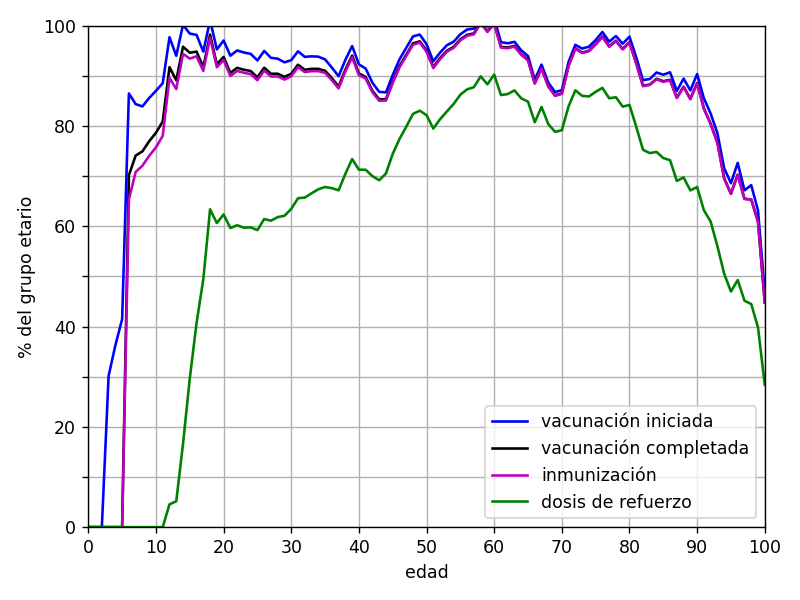 % del grupo etario
100
80
60
40
20
0
vacunación iniciada
vacunación completada
inmunización
dosis de refuerzo
0 10 20 30 40 50 60 70 80 90 100
edad